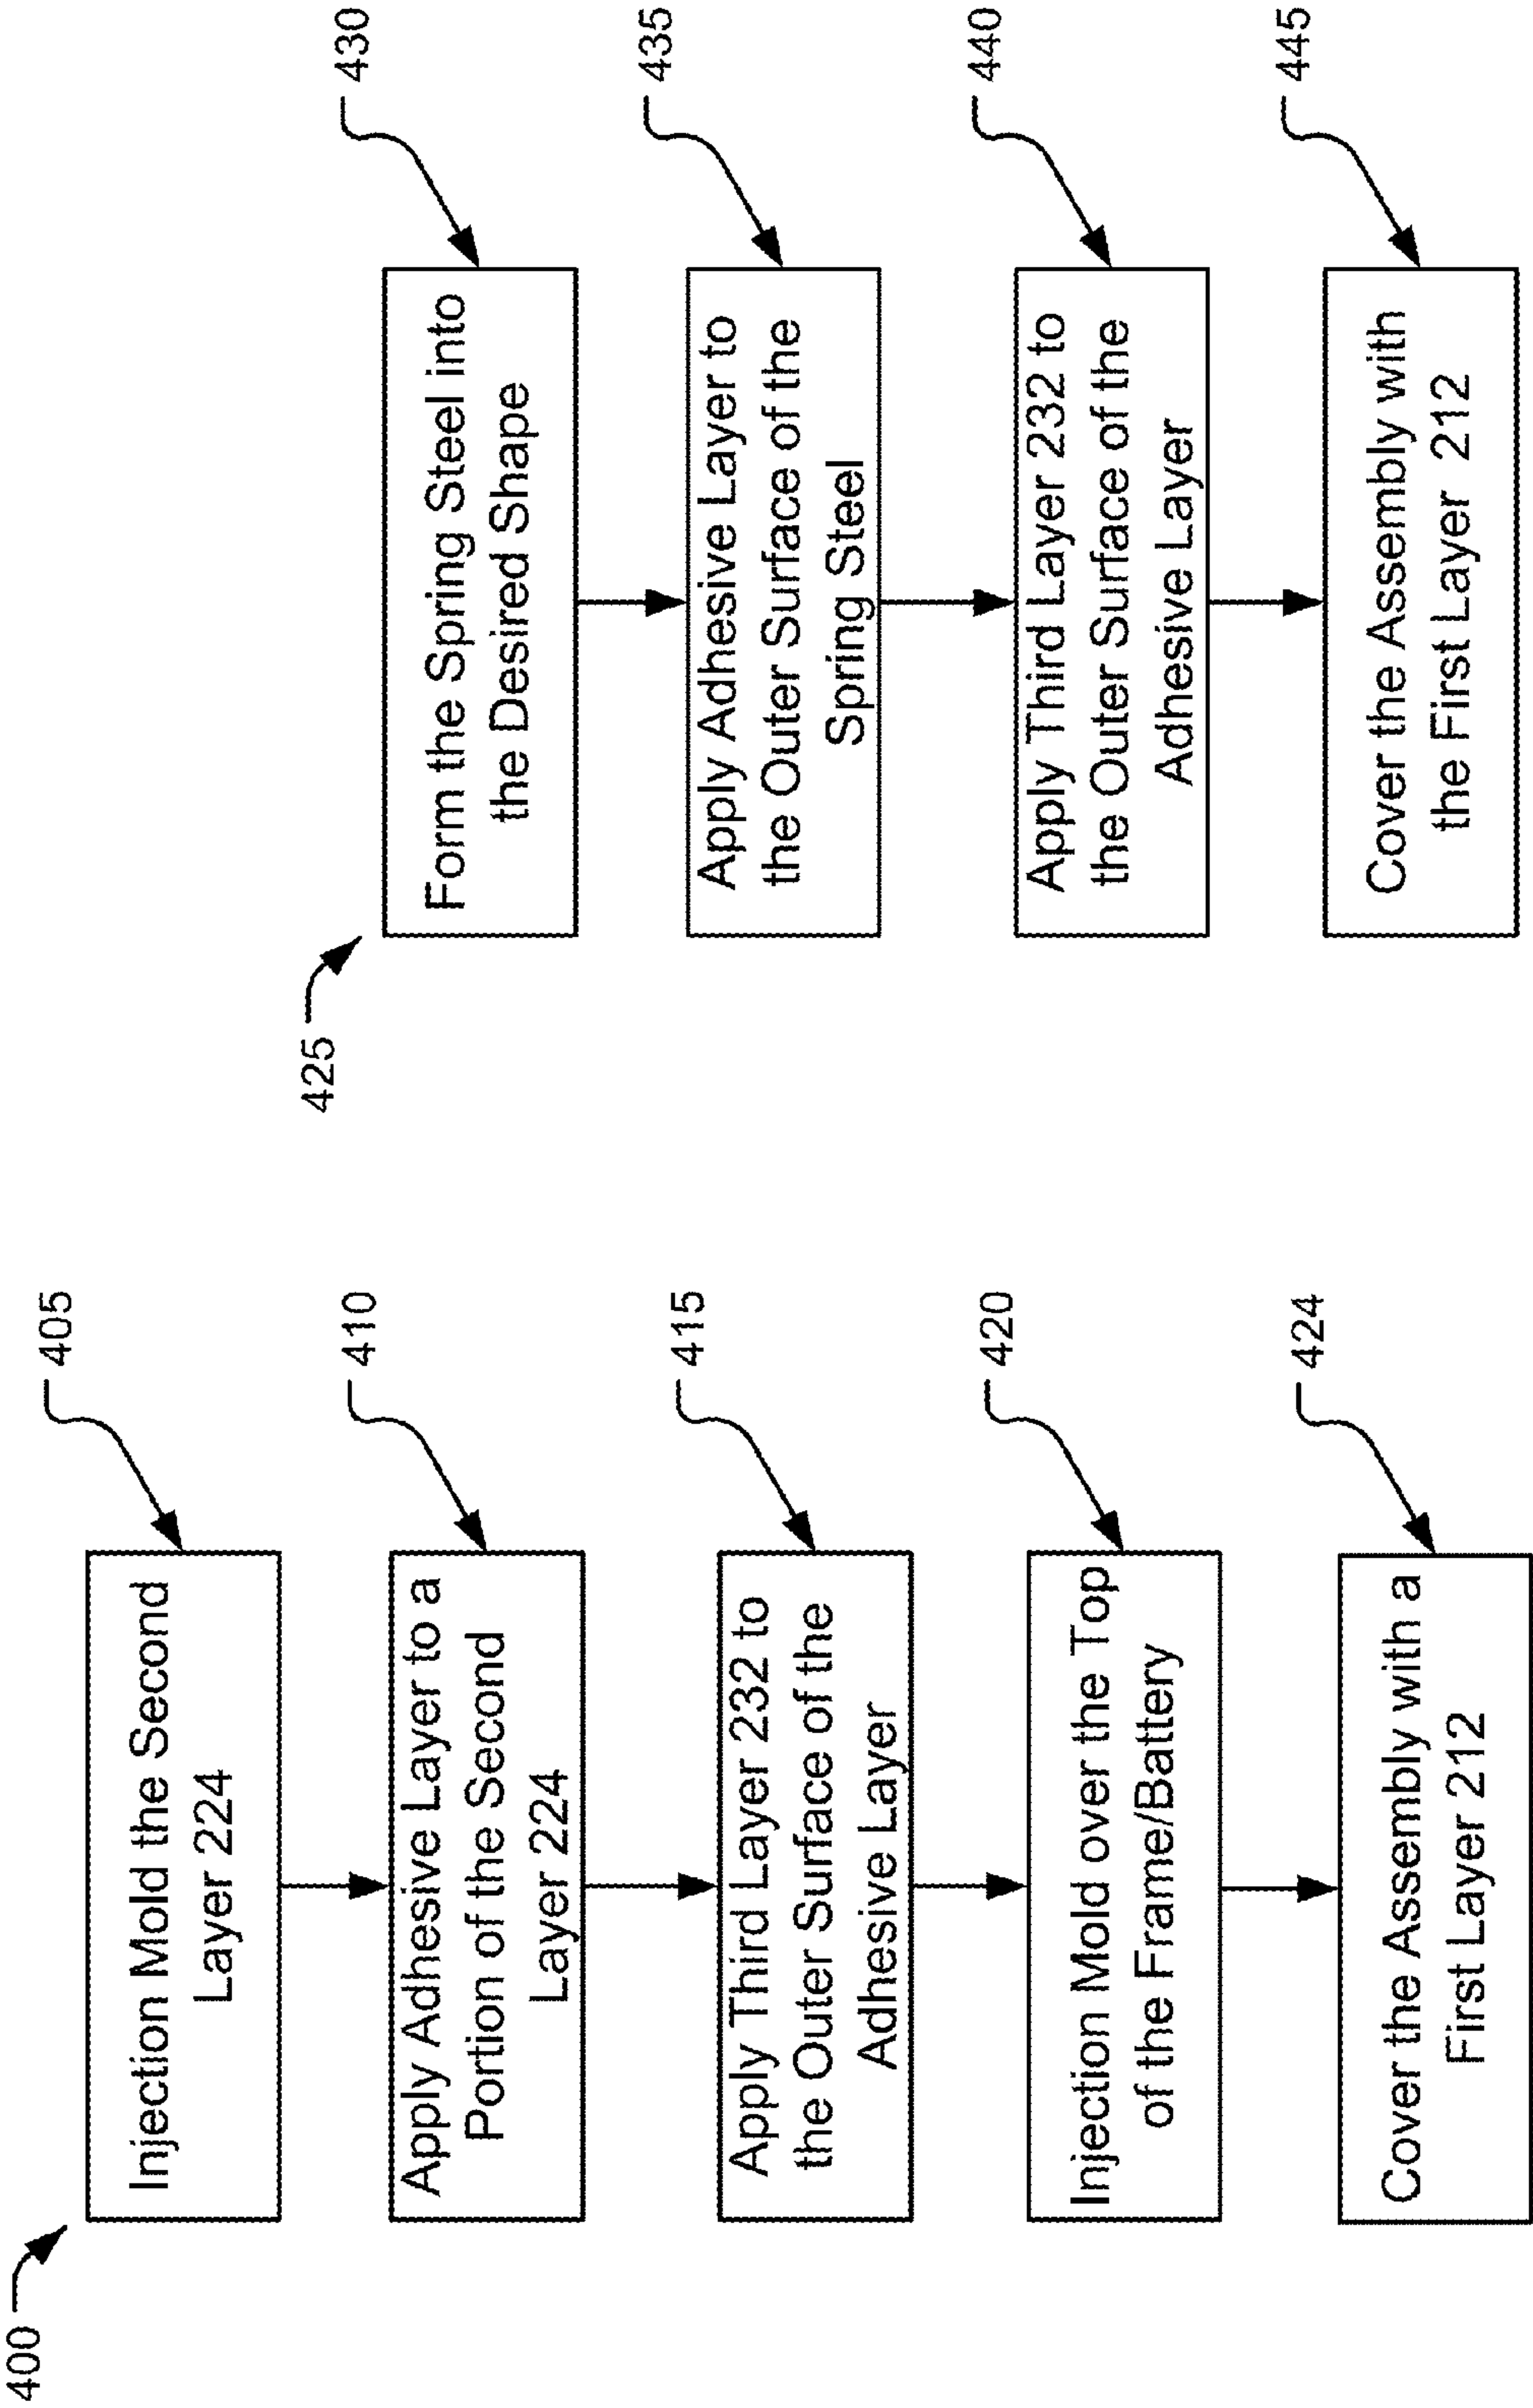 400
405
Injection Mold the Second
Layer 224
410
Apply Adhesive Layer to a
Portion of the Second
Layer 224
415
Apply Third Layer 232 to
the Outer Surface of the
Adhesive Layer
420
Injection Mold over the Top
of the Frame/Battery
424
Cover the Assembly with a
First Layer 212
425
430
Form the Spring Steel into
the Desired Shape
435
Apply Adhesive Layer to
the Outer Surface of the
Spring Steel
440
Apply Third Layer 232 to
the Outer Surface of the
Adhesive Layer
445
Cover the Assembly with
the First Layer 212